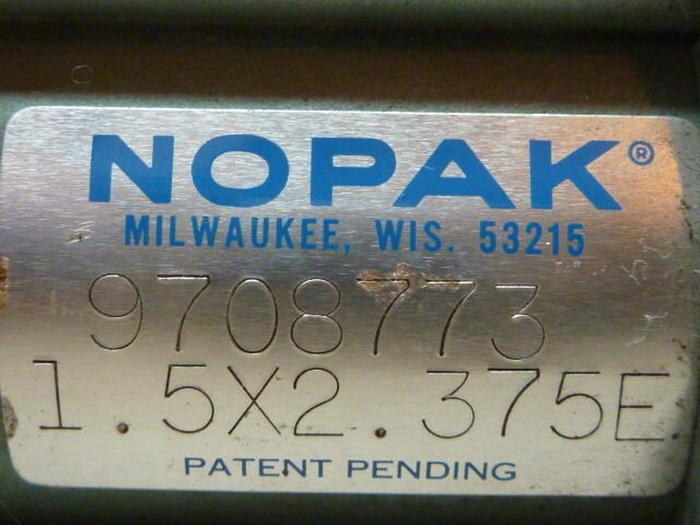 NOPAK®
MILWAUKEE, WIS. 53215
9708773
1.5X2.375E
PATENT PENDING